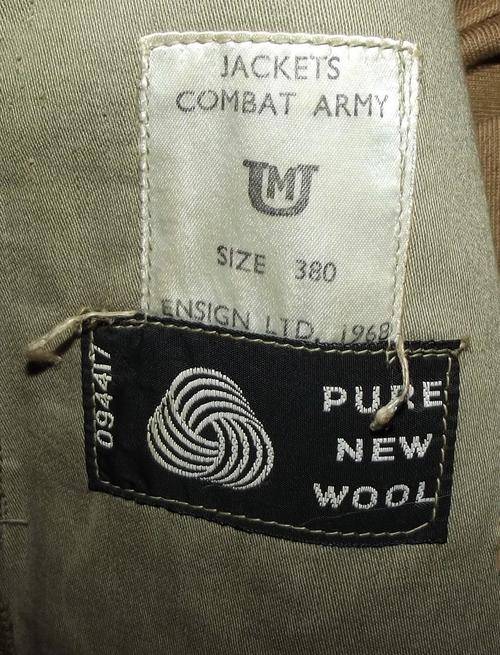 JACKETS
COMBAT ARMY
UMJ
SIZE 380
ENSIGN LTD. 1968
094417
PURE
NEW
WOOL